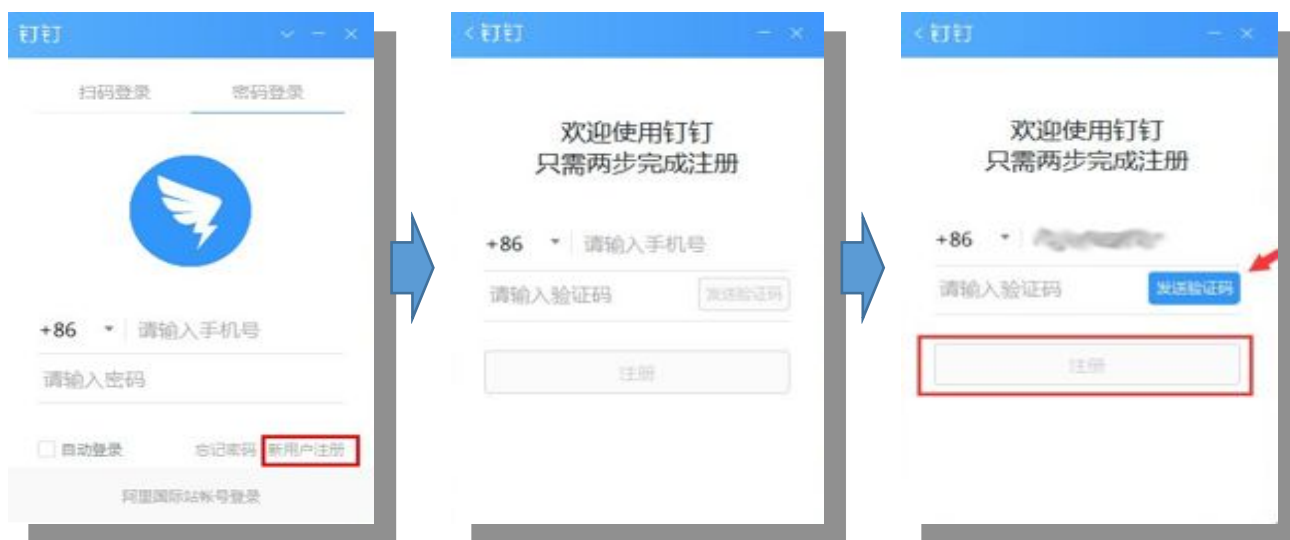 钉钉
扫码登录 密码登录
+86 请输入手机号
请输入密码
自动登录 忘记密码 新用户注册
阿里国际站帐号登录
钉钉
欢迎使用钉钉
只需两步完成注册
+86 请输入手机号
请输入验证码 发送验证码
注册
钉钉
欢迎使用钉钉
只需两步完成注册
+86
请输入验证码 发送验证码
注册